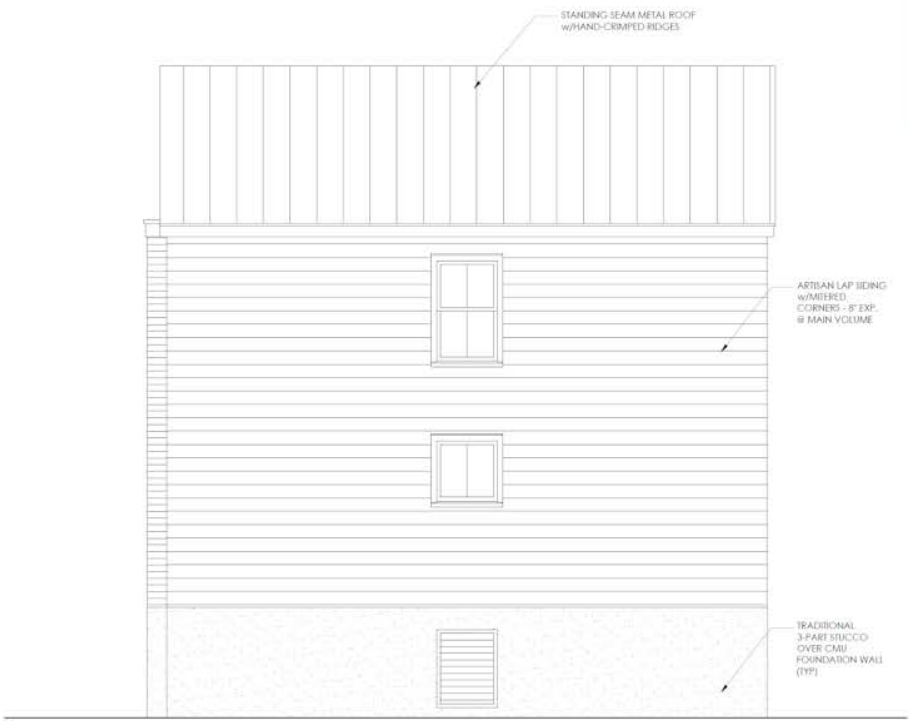 STANDING SEAM METAL ROOF
w/HAND-CRIMPED RIDGES
ARTISAN LAP SIDING
w/MITERED
CORNERS - 8" EXP.
@ MAIN VOLUME
TRADITIONAL
3-PART STUCCO
OVER CMU
FOUNDATION WALL
(TYP)